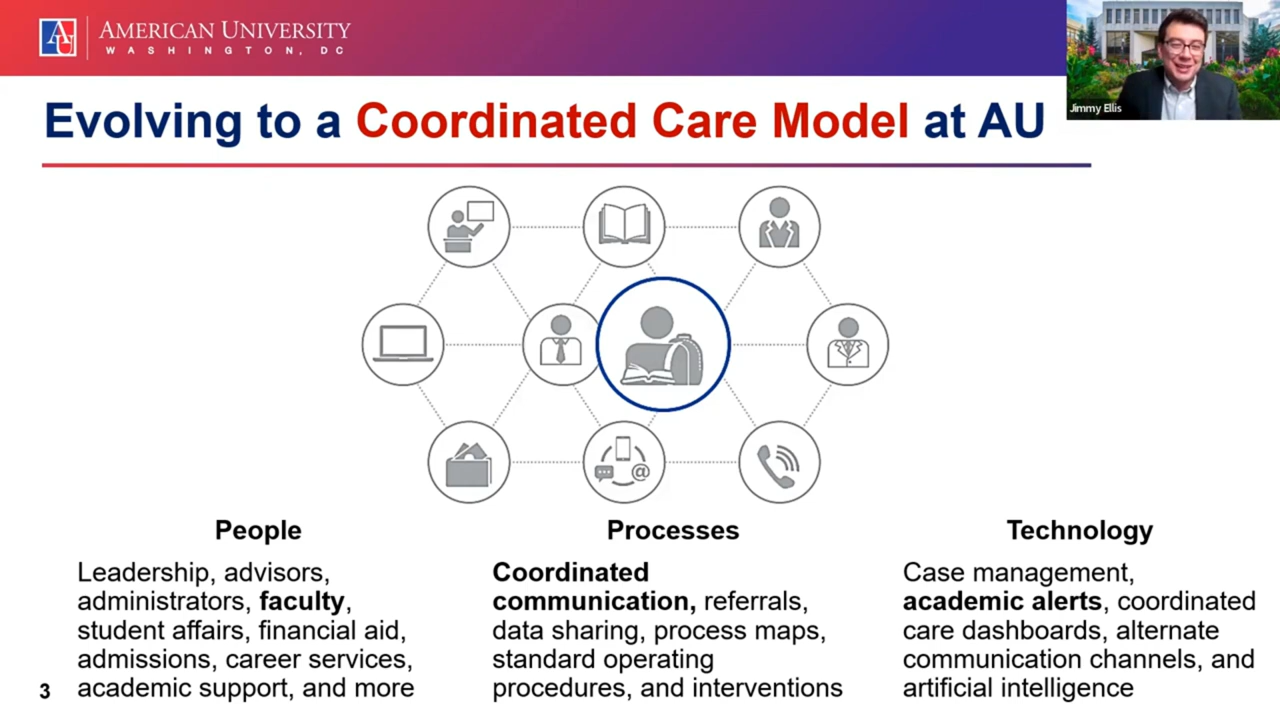 AU
AMERICAN UNIVERSITY
WASHINGTON, DC
Jimmy Ellis
Evolving to a Coordinated Care Model at AU
@
People
Leadership, advisors,
administrators, faculty,
student affairs, financial aid,
admissions, career services,
academic support, and more
Processes
Coordinated
communication, referrals,
data sharing, process maps,
standard operating
procedures, and interventions
Technology
Case management,
academic alerts, coordinated
care dashboards, alternate
communication channels, and
artificial intelligence
3